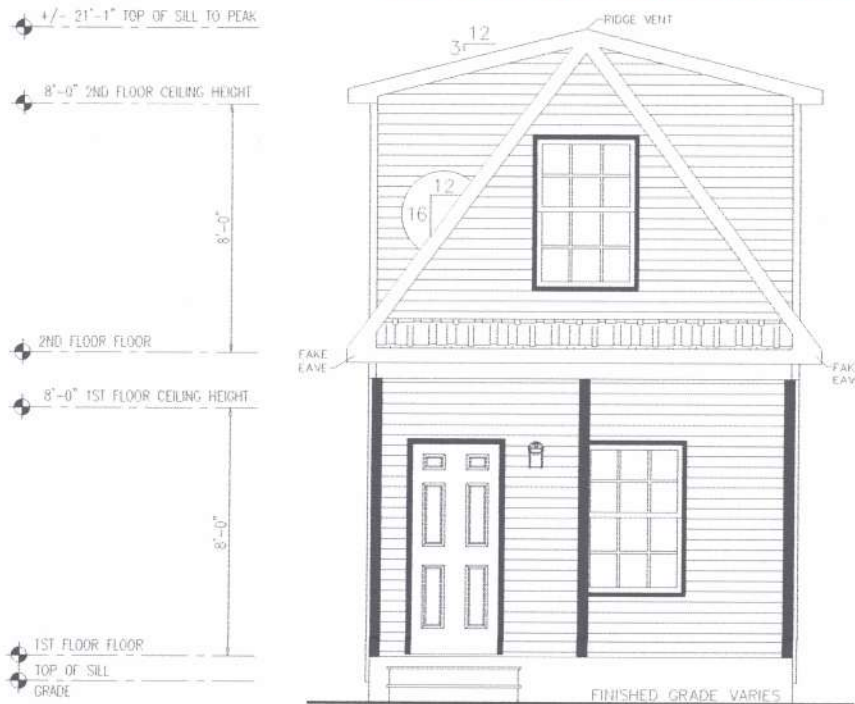 +/- 21'-1" TOP OF SILL TO PEAK
RIDGE VENT
12
3
8'-0" 2ND FLOOR CEILING HEIGHT
12
16
8'-0"
2ND FLOOR FLOOR
FAKE
EAVE
FAK
EAV
8'-0" 1ST FLOOR CEILING HEIGHT
8'-0"
1ST FLOOR FLOOR
TOP OF SILL
GRADE
FINISHED GRADE VARIES